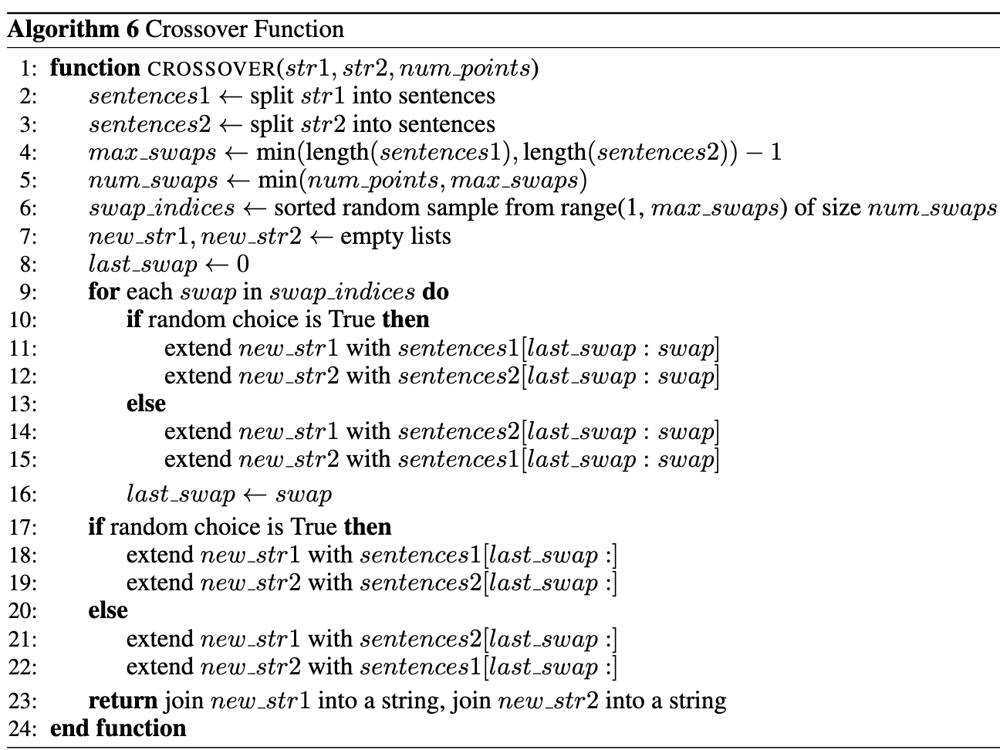 Algorithm 6 Crossover Function
1: function CROSSOVER(str1, str2, num_points)
2: sentences1 ← split str1 into sentences
3: sentences2 ← split str2 into sentences
4: max_swaps ← min(length(sentences1), length(sentences2)) − 1
5: num_swaps ← min(num_points, max_swaps)
6: swap_indices ← sorted random sample from range(1, max_swaps) of size num_swaps
7: new_str1, new_str2 ← empty lists
8: last_swap ← 0
9: for each swap in swap_indices do
10: if random choice is True then
11: extend new_str1 with sentences1[last_swap : swap]
12: extend new_str2 with sentences2[last_swap : swap]
13: else
14: extend new_str1 with sentences2[last_swap : swap]
15: extend new_str2 with sentences1[last_swap : swap]
16: last_swap ← swap
17: if random choice is True then
18: extend new_str1 with sentences1[last_swap :]
19: extend new_str2 with sentences2[last_swap :]
20: else
21: extend new_str1 with sentences2[last_swap :]
22: extend new_str2 with sentences1[last_swap :]
23: return join new_str1 into a string, join new_str2 into a string
24: end function